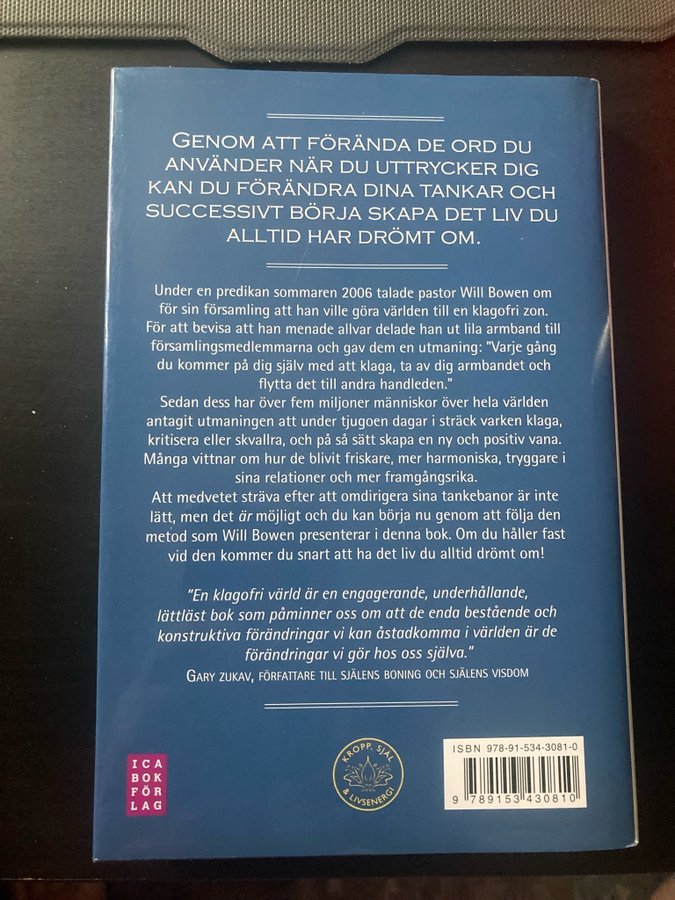 GENOM ATT FÖRÄNDA DE ORD DU
ANVÄNDER NÄR DU UTTRYCKER DIG
KAN DU FÖRÄNDRA DINA TANKAR OCH
SUCCESSIVT BÖRJA SKAPA DET LIV DU
ALLTID HAR DRÖMT OM.
Under en predikan sommaren 2006 talade pastor Will Bowen om
för sin församling att han ville göra världen till en klagofri zon.
För att bevisa att han menade allvar delade han ut lila armband till
församlingsmedlemmarna och gav dem en utmaning: "Varje gång
du kommer på dig själv med att klaga, ta av dig armbandet och
flytta det till andra handleden."
Sedan dess har över fem miljoner människor över hela världen
antagit utmaningen att under tjugoen dagar i sträck varken klaga,
kritisera eller skvallra, och på så sätt skapa en ny och positiv vana.
Många vittnar om hur de blivit friskare, mer harmoniska, tryggare i
sina relationer och mer framgångsrika.
Att medvetet sträva efter att omdirigera sina tankebanor är inte
lätt, men det är möjligt och du kan börja nu genom att följa den
metod som Will Bowen presenterar i denna bok. Om du håller fast
vid den kommer du snart att ha det liv du alltid drömt om!
"En klagofri värld är en engagerande, underhållande,
lättläst bok som påminner oss om att de enda bestående och
konstruktiva förändringar vi kan åstadkomma i världen är de
förändringar vi gör hos oss själva."
GARY ZUKAV, FÖRFATTARE TILL SJÄLENS BONING OCH SJÄLENS VISDOM
ICA
BOK
FÖR
LAG
KROPP, SJÄL
& LIVSENERGI
ISBN 978-91-534-3081-0
9 789153 430810